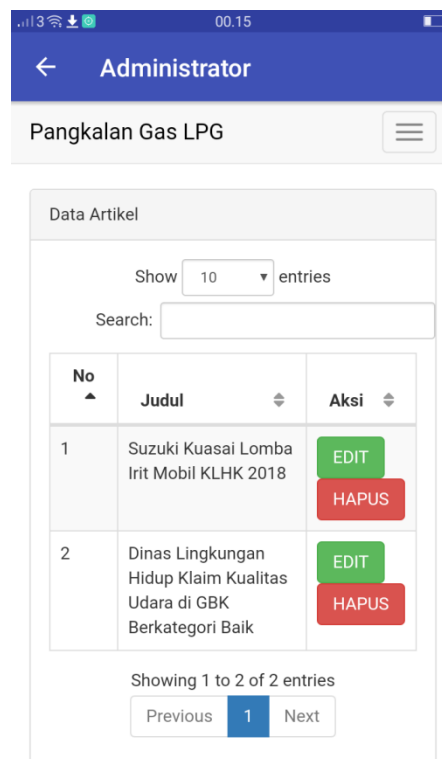 3 00.15
Administrator
Pangkalan Gas LPG
Data Artikel
Show 10 entries
Search:
No Judul Aksi
1 Suzuki Kuasai Lomba EDIT
Irit Mobil KLHK 2018 HAPUS
2 Dinas Lingkungan EDIT
Hidup Klaim Kualitas
Udara di GBK HAPUS
Berkategori Baik
Showing 1 to 2 of 2 entries
Previous 1 Next